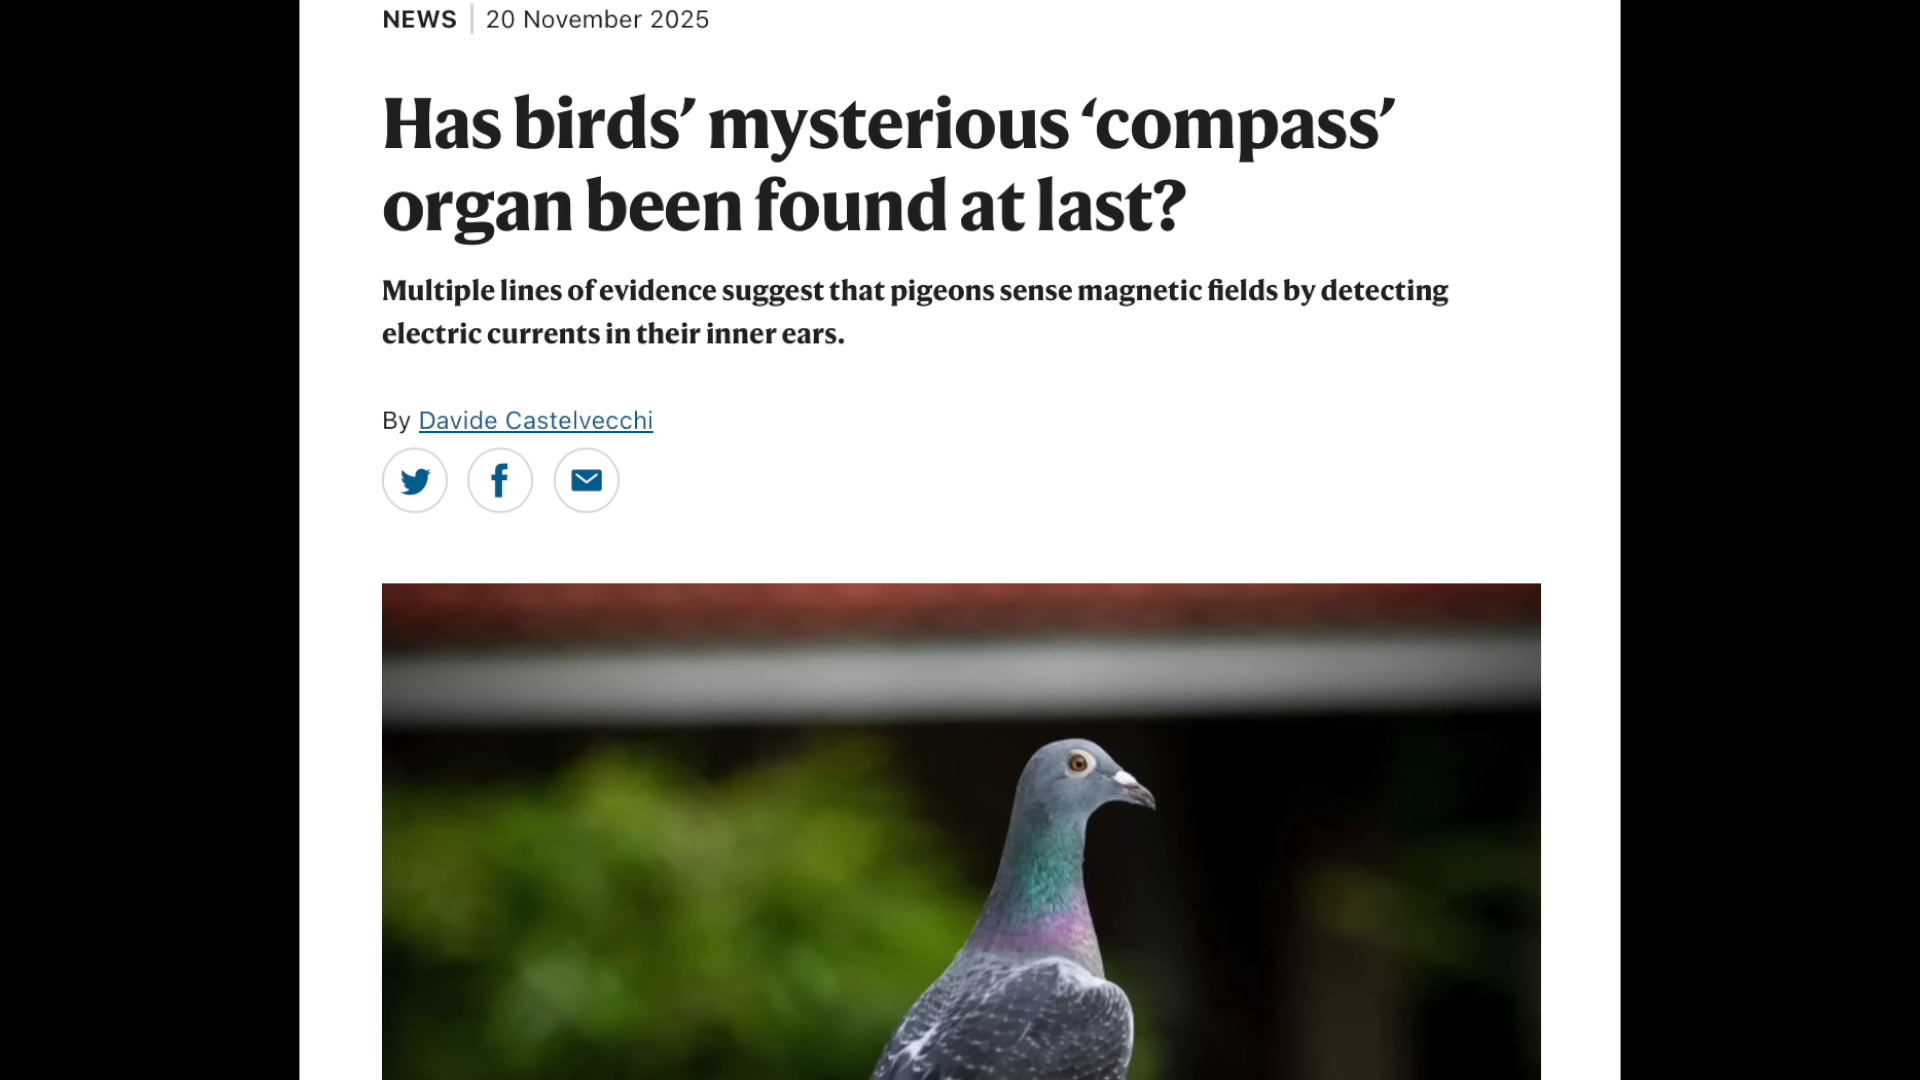 NEWS | 20 November 2025
Has birds’ mysterious ‘compass’
organ been found at last?
Multiple lines of evidence suggest that pigeons sense magnetic fields by detecting
electric currents in their inner ears.
By Davide Castelvecchi